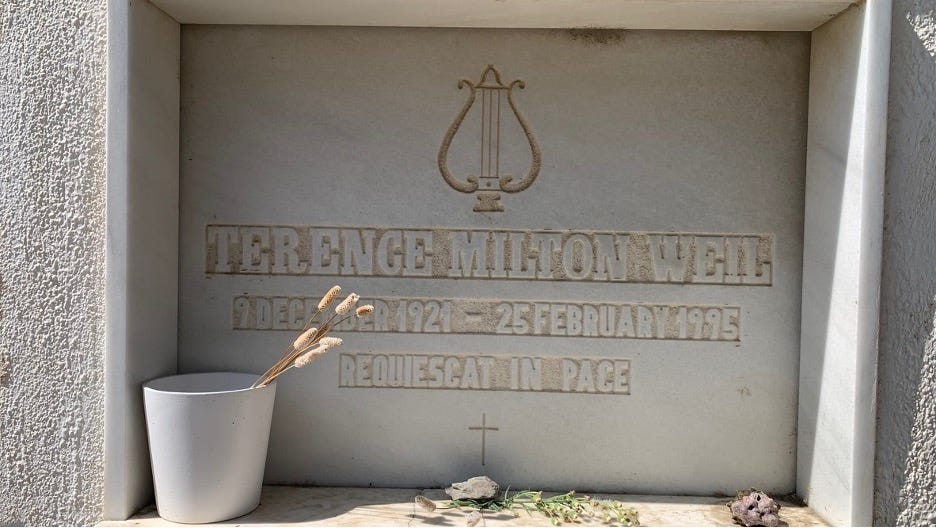 TERENCE MILTON WEIL
9 DECEMBER 1921 – 25 FEBRUARY 1995
REQUIESCAT IN PACE